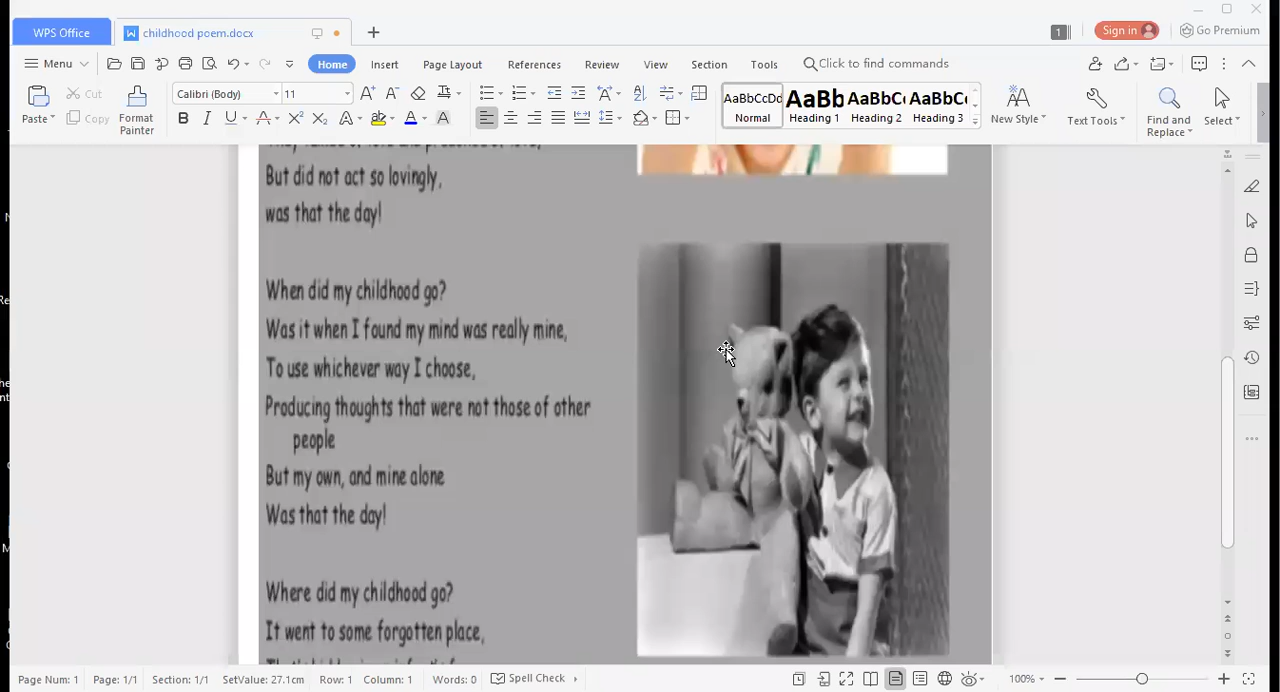 WPS Office
childhood poem.docx
1
Sign in
Go Premium
Menu
Home
Insert
Page Layout
References
Review
View
Section
Tools
Click to find commands
Paste
Cut
Copy
Format
Painter
Calibri (Body)
11
AaBbCcDd
Normal
AaBb
Heading 1
AaBbC
Heading 2
AaBbC
Heading 3
New Style
Text Tools
Find and
Replace
Select
But did not act so lovingly,
was that the day!
When did my childhood go?
Was it when I found my mind was really mine,
To use whichever way I choose,
Producing thoughts that were not those of other
people
But my own, and mine alone
Was that the day!
Where did my childhood go?
It went to some forgotten place,
Page Num: 1
Page: 1/1
Section: 1/1
SetValue: 27.1cm
Row: 1
Column: 1
Words: 0
Spell Check
100%